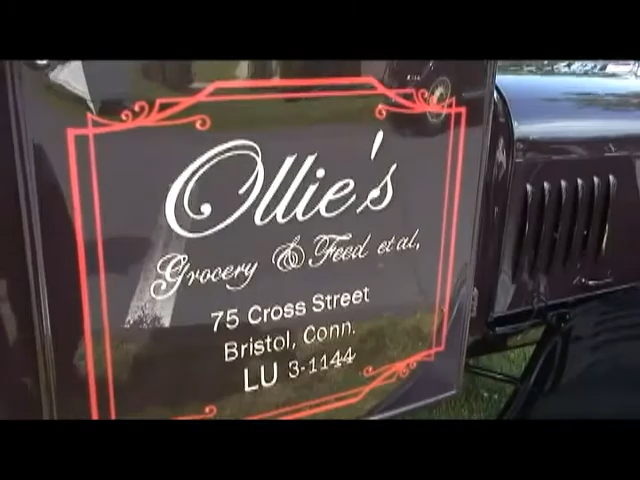 Ollie's
Grocery & Feed et al,
75 Cross Street
Bristol, Conn.
LU 3-1144